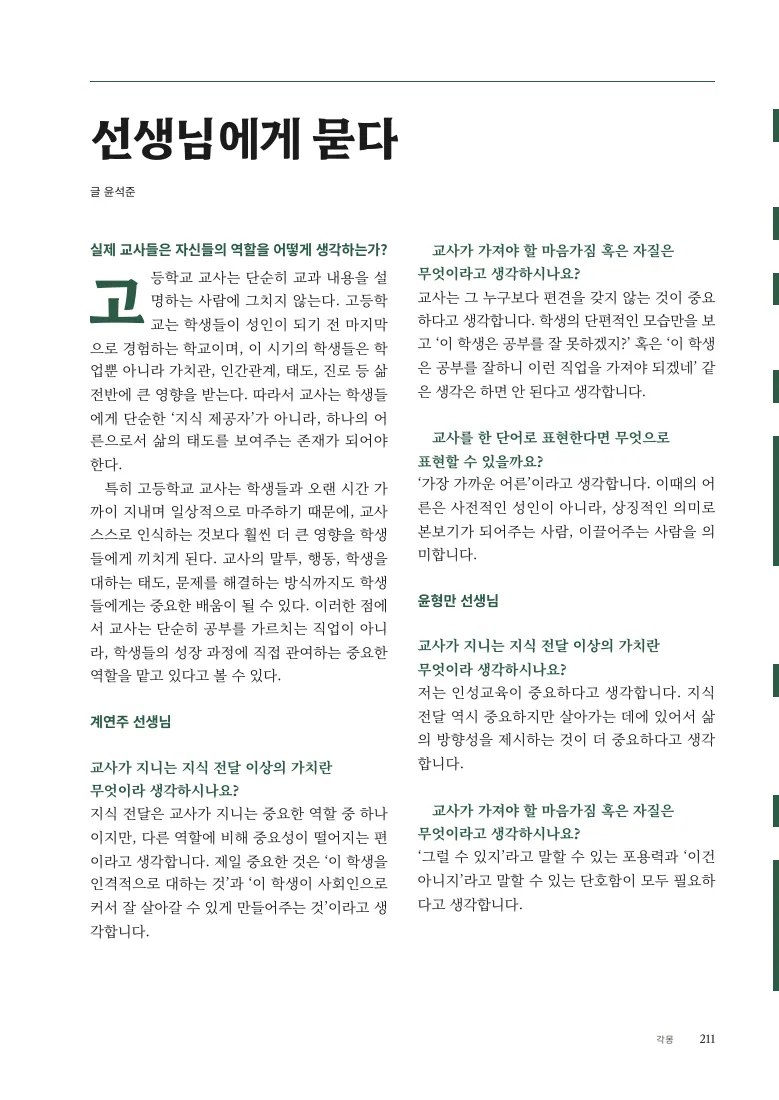 선생님에게 묻다
글 윤석준
실제 교사들은 자신들의 역할을 어떻게 생각하는가?
고등학교 교사는 단순히 교과 내용을 설
명하는 사람에 그치지 않는다. 고등학
교는 학생들이 성인이 되기 전 마지막
으로 경험하는 학교이며, 이 시기의 학생들은 학
업뿐 아니라 가치관, 인간관계, 태도, 진로 등 삶
전반에 큰 영향을 받는다. 따라서 교사는 학생들
에게 단순한 ‘지식 제공자’가 아니라, 하나의 어
른으로서 삶의 태도를 보여주는 존재가 되어야
한다.
특히 고등학교 교사는 학생들과 오랜 시간 가
까이 지내며 일상적으로 마주하기 때문에, 교사
스스로 인식하는 것보다 훨씬 더 큰 영향을 학생
들에게 끼치게 된다. 교사의 말투, 행동, 학생을
대하는 태도, 문제를 해결하는 방식까지도 학생
들에게는 중요한 배움이 될 수 있다. 이러한 점에
서 교사는 단순히 공부를 가르치는 직업이 아니
라, 학생들의 성장 과정에 직접 관여하는 중요한
역할을 맡고 있다고 볼 수 있다.
계연주 선생님
교사가 지니는 지식 전달 이상의 가치란
무엇이라 생각하시나요?
지식 전달은 교사가 지니는 중요한 역할 중 하나
이지만, 다른 역할에 비해 중요성이 떨어지는 편
이라고 생각합니다. 제일 중요한 것은 ‘이 학생을
인격적으로 대하는 것’과 ‘이 학생이 사회인으로
커서 잘 살아갈 수 있게 만들어주는 것’이라고 생
각합니다.
교사가 가져야 할 마음가짐 혹은 자질은
무엇이라고 생각하시나요?
교사는 그 누구보다 편견을 갖지 않는 것이 중요
하다고 생각합니다. 학생의 단편적인 모습만을 보
고 ‘이 학생은 공부를 잘 못하겠지?’ 혹은 ‘이 학생
은 공부를 잘하니 이런 직업을 가져야 되겠네’ 같
은 생각은 하면 안 된다고 생각합니다.
교사를 한 단어로 표현한다면 무엇으로
표현할 수 있을까요?
‘가장 가까운 어른’이라고 생각합니다. 이때의 어
른은 사전적인 성인이 아니라, 상징적인 의미로
본보기가 되어주는 사람, 이끌어주는 사람을 의
미합니다.
윤형만 선생님
교사가 지니는 지식 전달 이상의 가치란
무엇이라 생각하시나요?
저는 인성교육이 중요하다고 생각합니다. 지식
전달 역시 중요하지만 살아가는 데에 있어서 삶
의 방향성을 제시하는 것이 더 중요하다고 생각
합니다.
교사가 가져야 할 마음가짐 혹은 자질은
무엇이라고 생각하시나요?
‘그럴 수 있지’라고 말할 수 있는 포용력과 ‘이건
아니지’라고 말할 수 있는 단호함이 모두 필요하
다고 생각합니다.
각몽 211